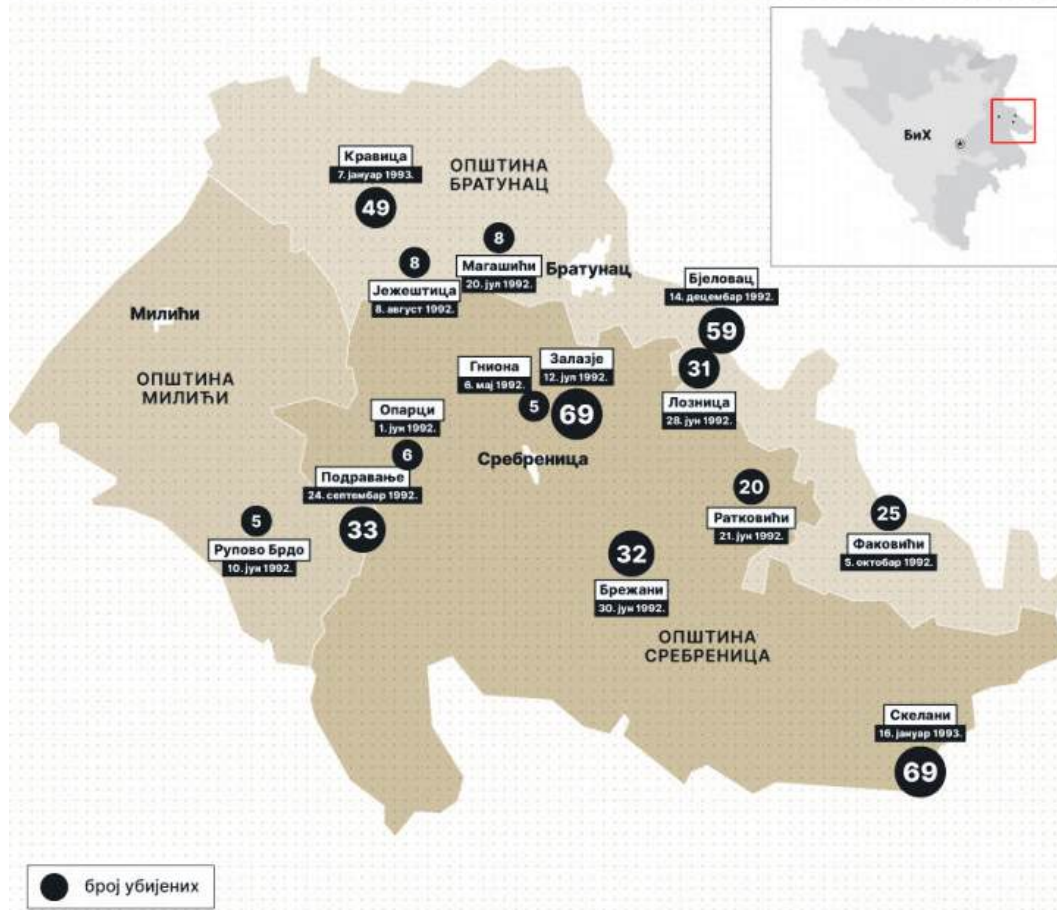 БиХ
Кравица
7. јануар 1993.
49
ОПШТИНА
БРАТУНАЦ
8
Магашићи
20. јул 1992.
8
Јежештица
8. август 1992.
Братунац
Бјеловац
14. децембар 1992.
59
Милићи
ОПШТИНА
МИЛИЋИ
31
Лозница
28. јун 1992.
Гниона
6. мај 1992.
5
Залазје
12. јул 1992.
69
Опарци
1. јун 1992.
6
Сребреница
Подравање
24. септембар 1992.
33
20
Ратковићи
21. јун 1992.
25
Факовићи
5. октобар 1992.
5
Рупово Брдо
10. јун 1992.
32
Брежани
30. јун 1992.
ОПШТИНА
СРЕБРЕНИЦА
Скелани
16. јануар 1993.
69
број убијених